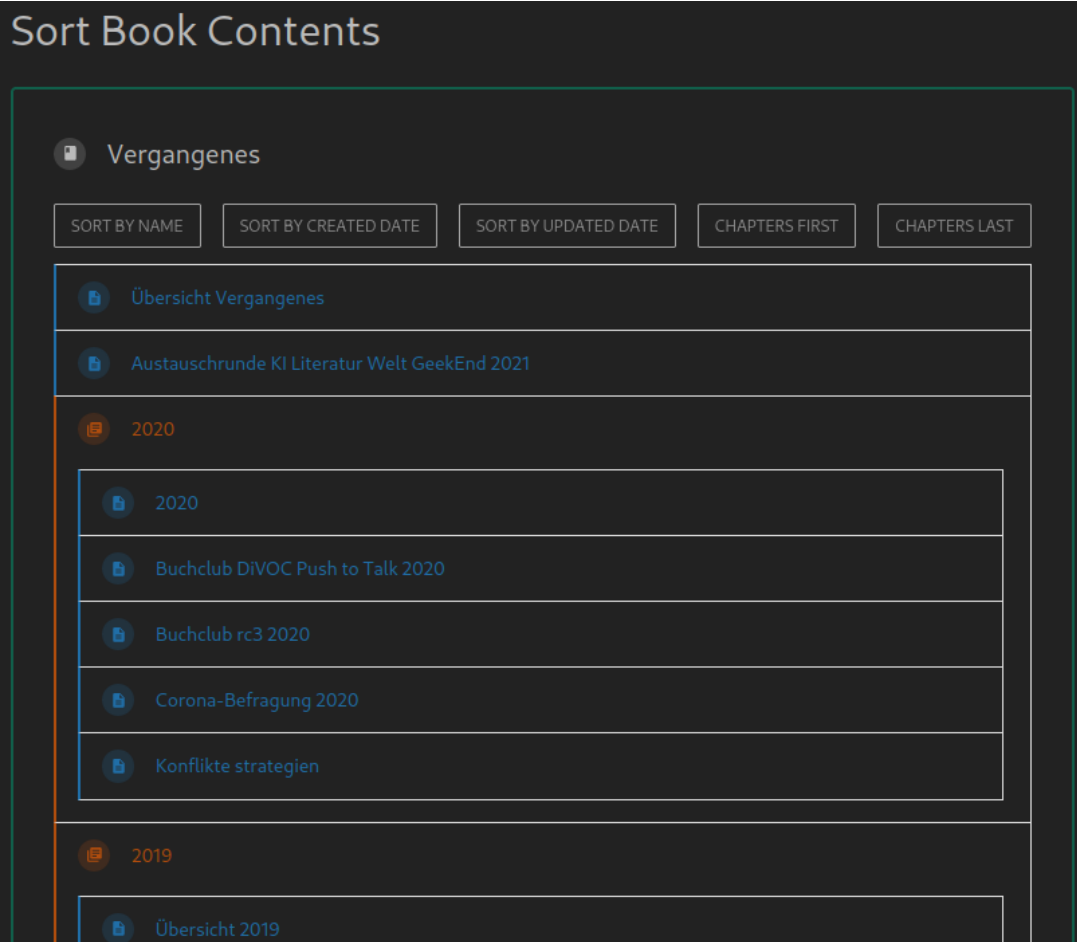 Sort Book Contents
Vergangenes
SORT BY NAME
SORT BY CREATED DATE
SORT BY UPDATED DATE
CHAPTERS FIRST
CHAPTERS LAST
Übersicht Vergangenes
Austauschrunde KI Literatur Welt GeekEnd 2021
2020
2020
Buchclub DiVOC Push to Talk 2020
Buchclub rc3 2020
Corona-Befragung 2020
Konflikte strategien
2019
Übersicht 2019